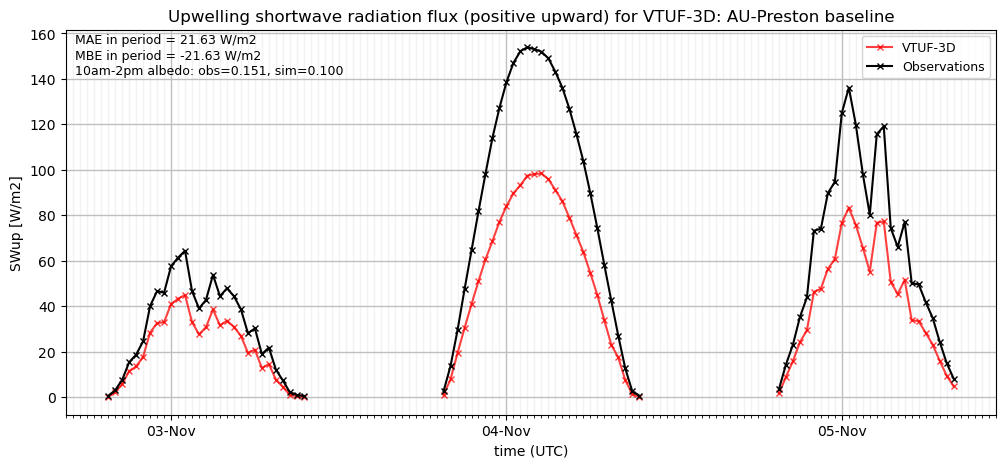 Upwelling shortwave radiation flux (positive upward) for VTUF-3D: AU-Preston baseline
MAE in period = 21.63 W/m2
MBE in period = -21.63 W/m2
10am-2pm albedo: obs=0.151, sim=0.100
VTUF-3D
Observations
SWup [W/m2]
160
140
120
100
80
60
40
20
0
03-Nov
04-Nov
05-Nov
time (UTC)